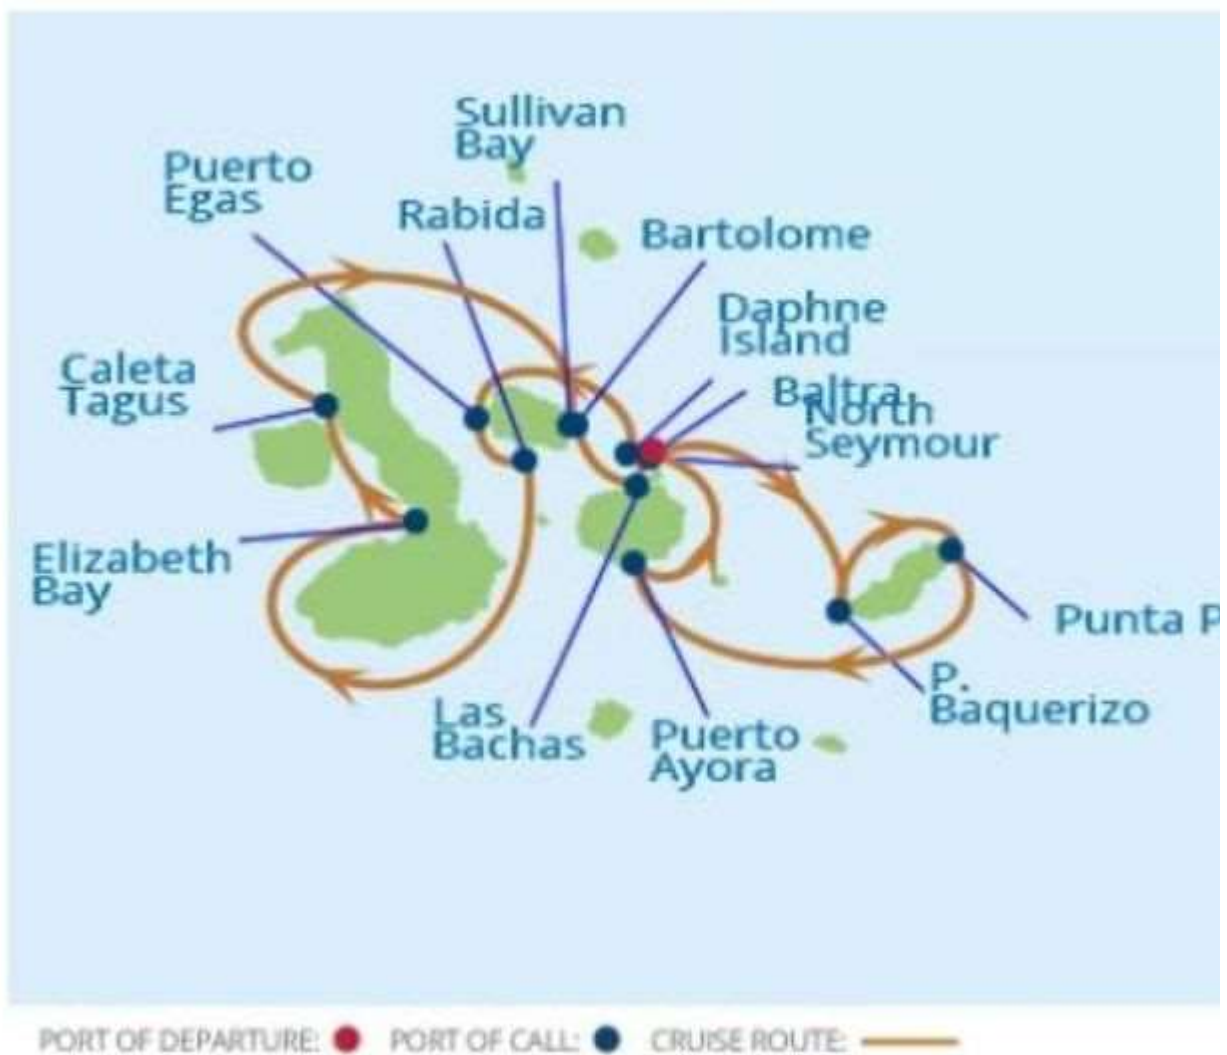 Sullivan
Bay
Puerto
Egas
Rabida
Bartolome
Daphne
Island
Caleta
Tagus
Baltra
North
Seymour
Elizabeth
Bay
Punta P
P.
Baquerizo
Las
Bachas
Puerto
Ayora
PORT OF DEPARTURE: PORT OF CALL: CRUISE ROUTE: